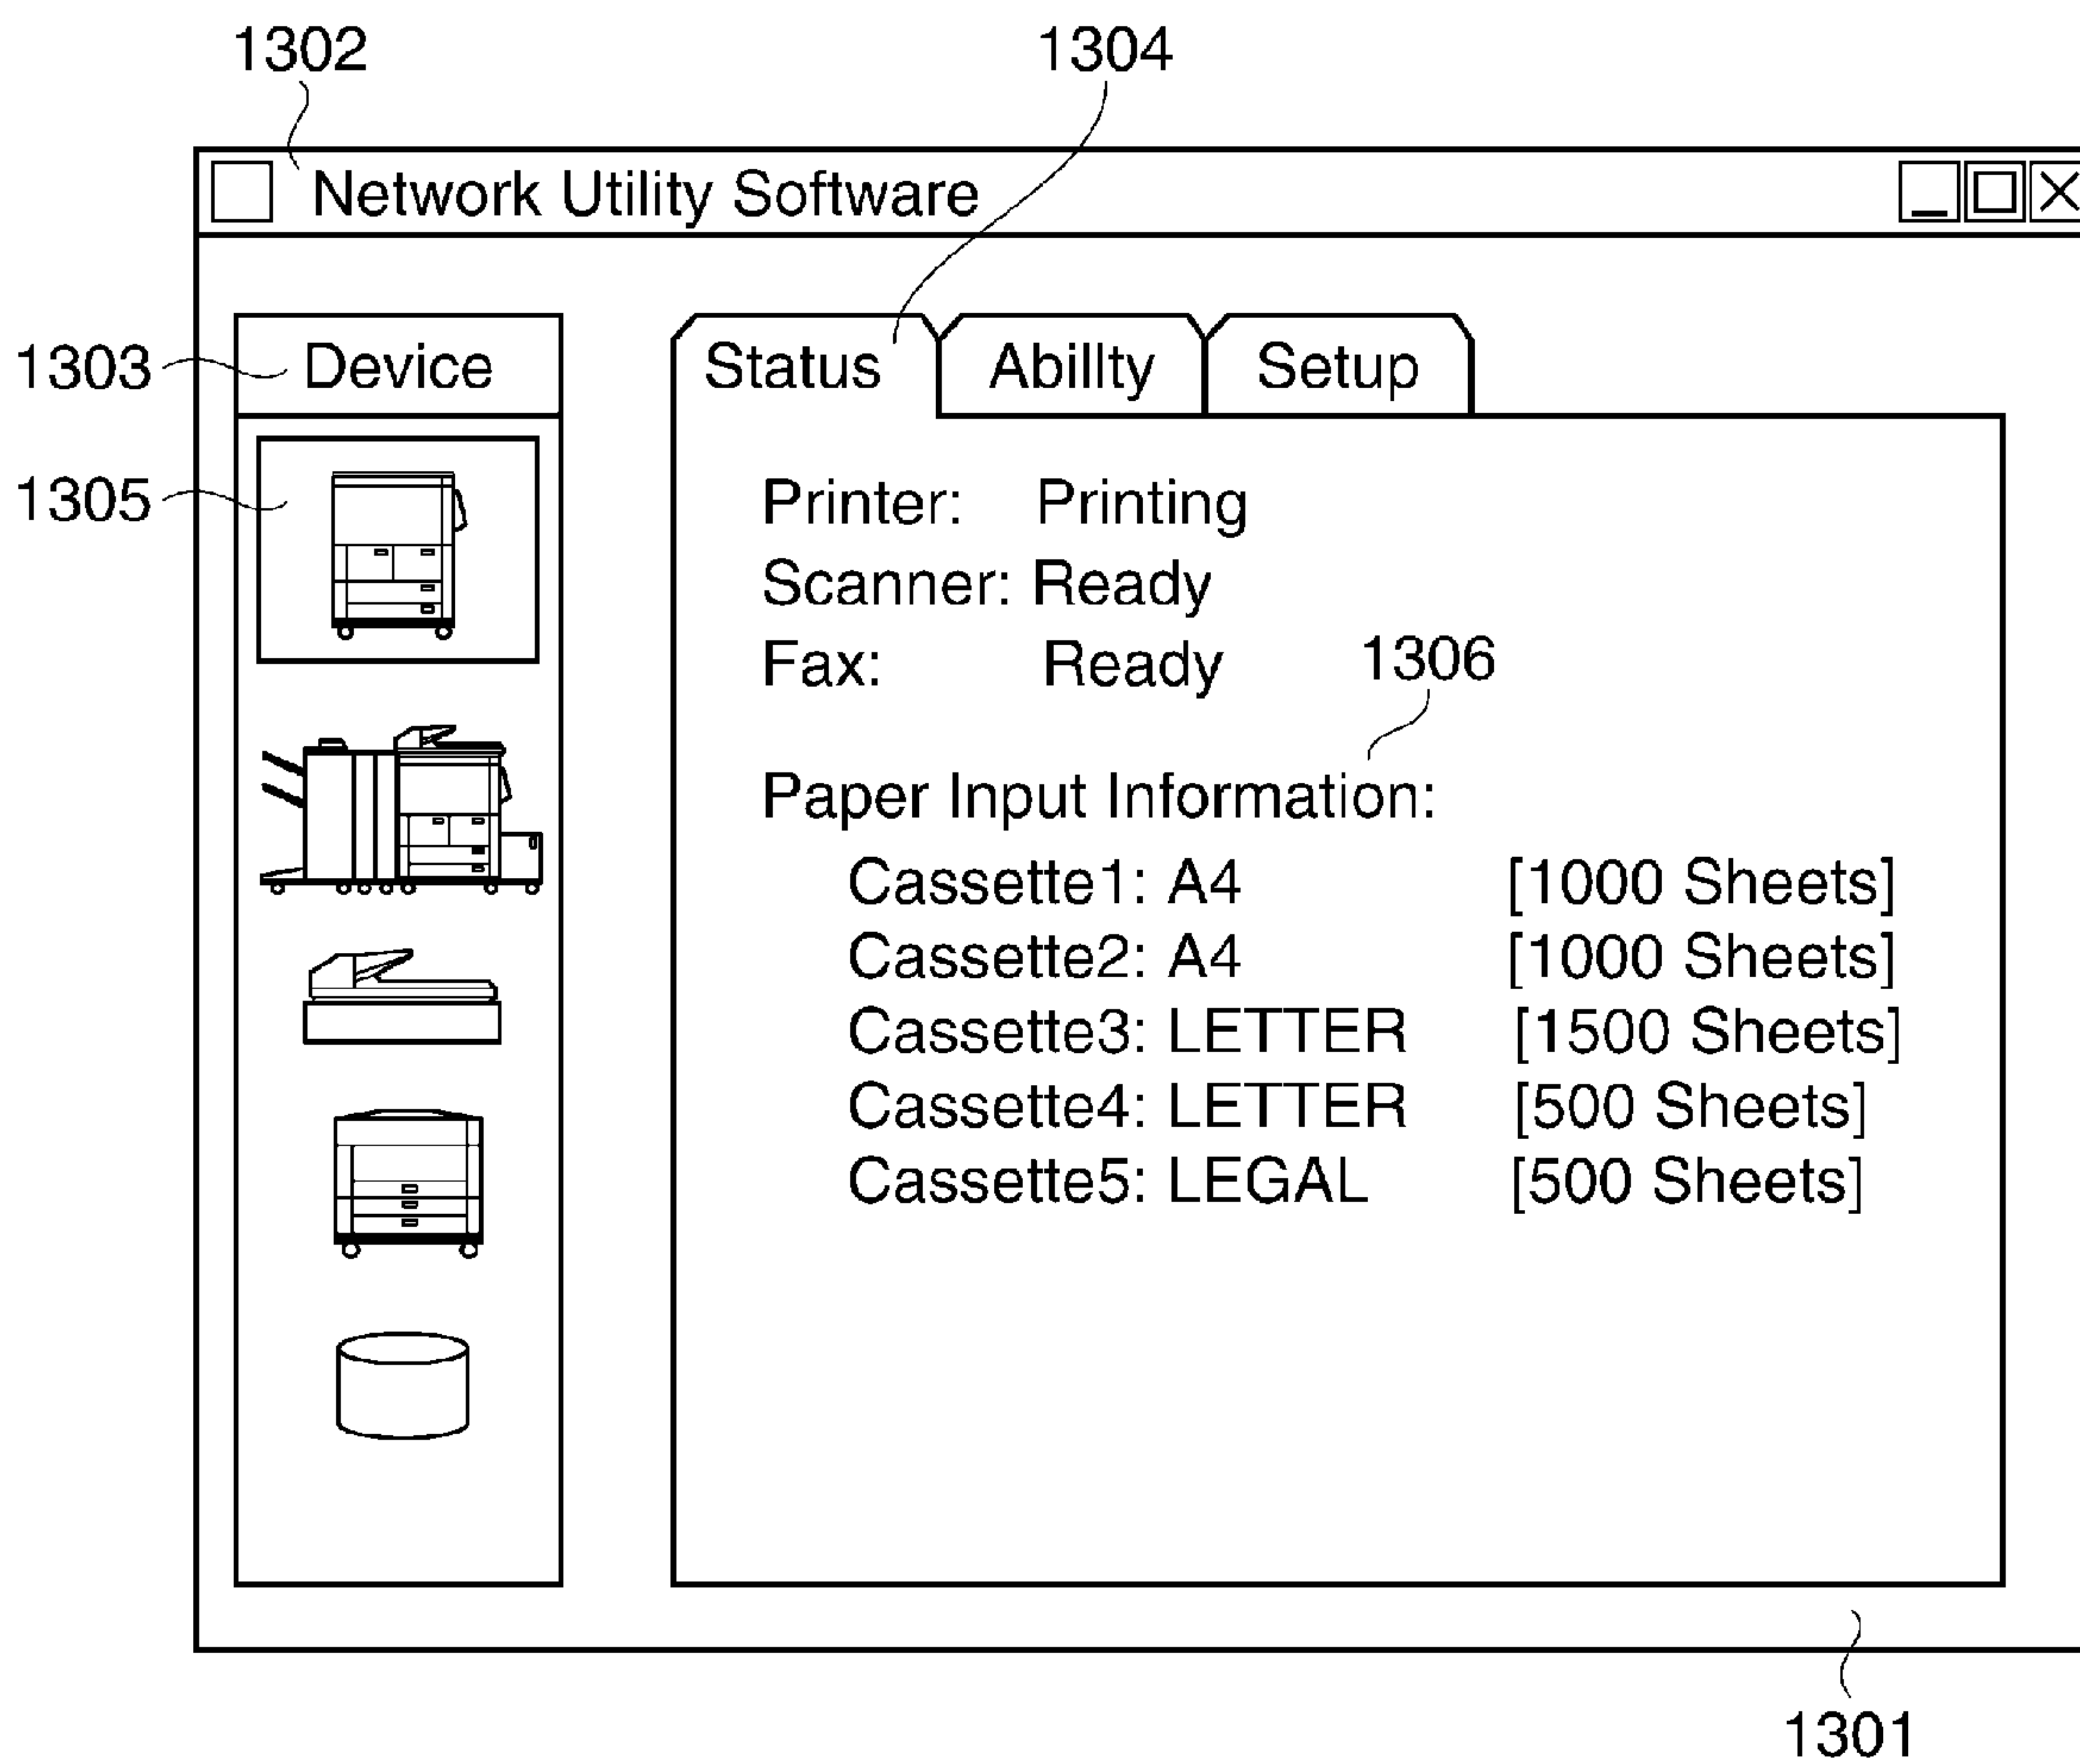 1302
1304
Network Utility Software
1303
Device
Status
Abillty
Setup
1305
Printer: Printing
Scanner: Ready
Fax: Ready
1306
Paper Input Information:
Cassette1: A4 [1000 Sheets]
Cassette2: A4 [1000 Sheets]
Cassette3: LETTER [1500 Sheets]
Cassette4: LETTER [500 Sheets]
Cassette5: LEGAL [500 Sheets]
1301